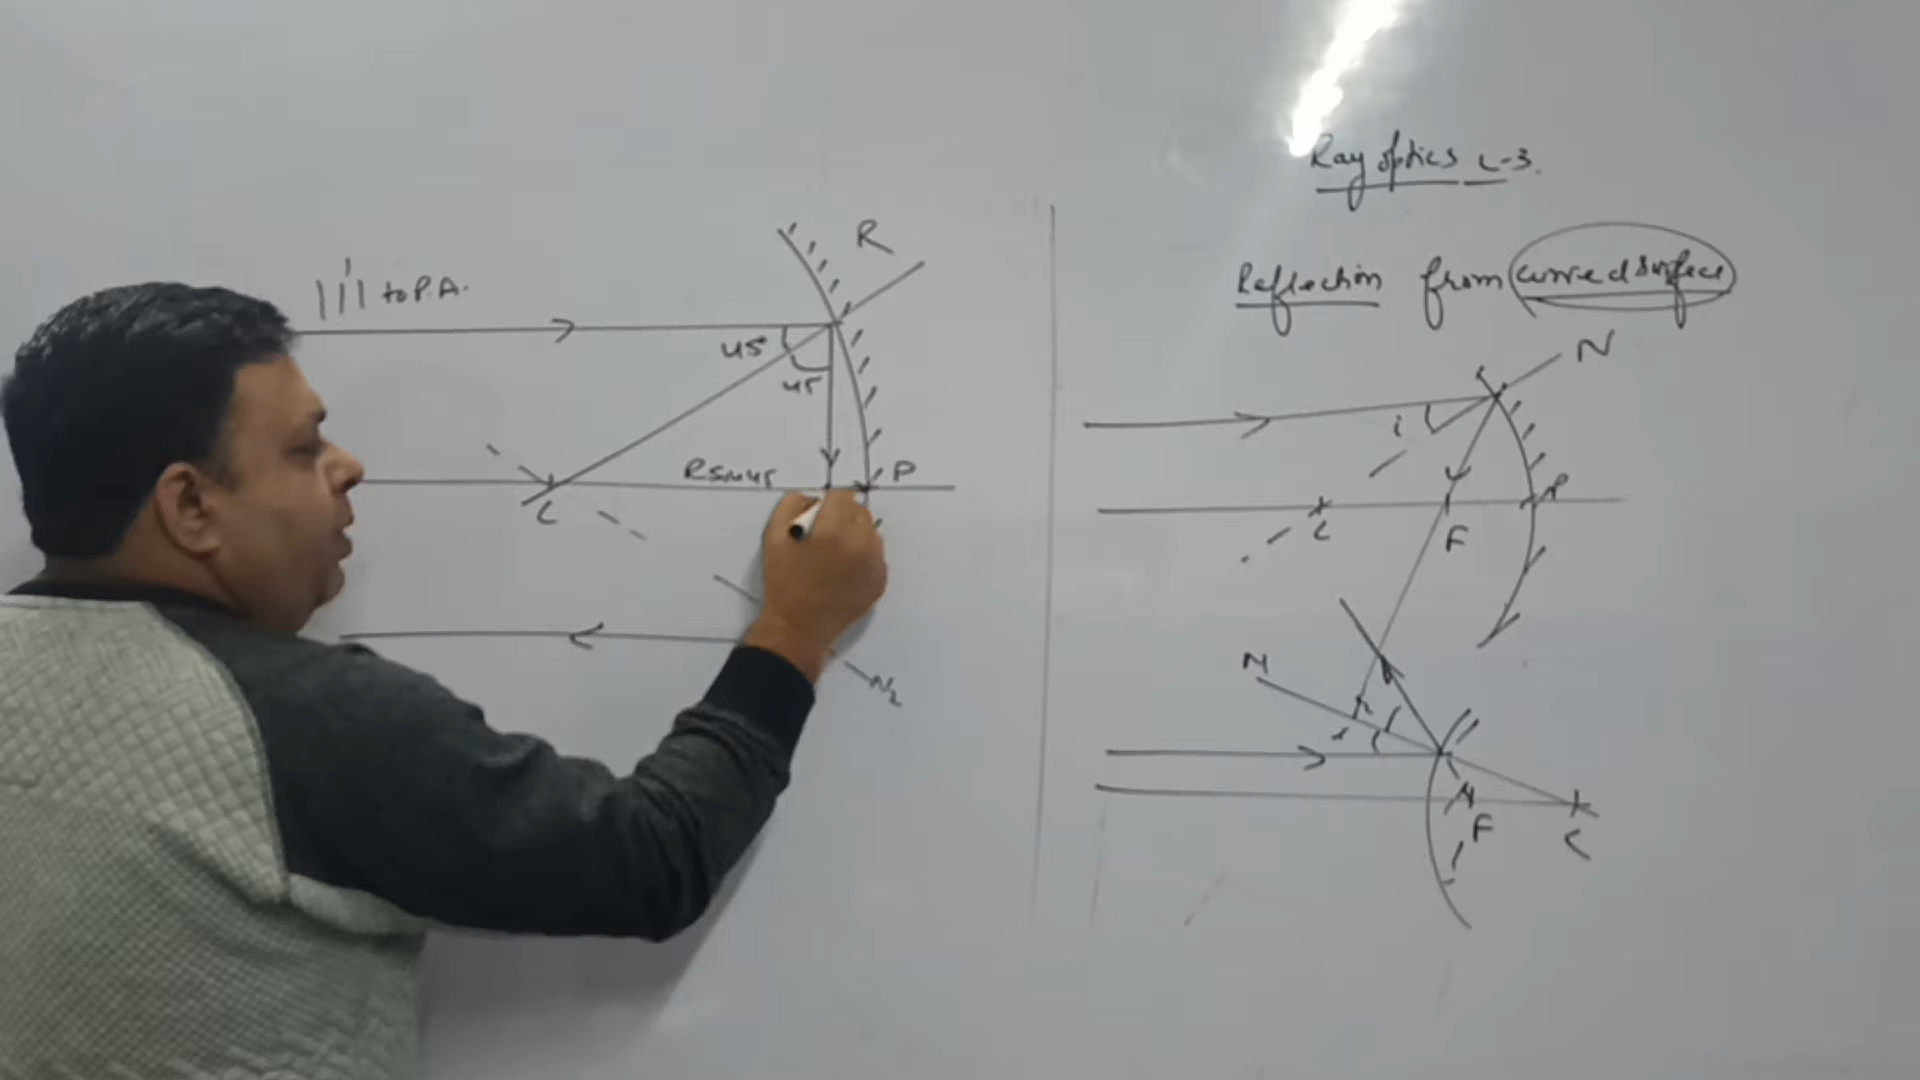 Ray optics L-3.
Reflection from curved surface
||| to P.A.
R
45
45
R sin 45
P
C
N₂
N
i
P
C
F
N
r
i
M
F
C